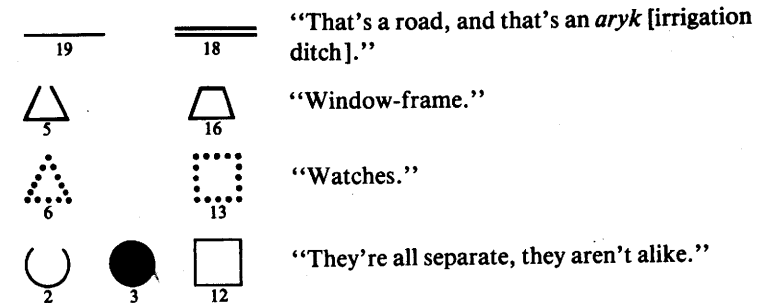 "That's a road, and that's an aryk [irrigation
ditch]."
19 18
"Window-frame."
5 16
"Watches."
6 13
"They're all separate, they aren't alike."
2 3 12